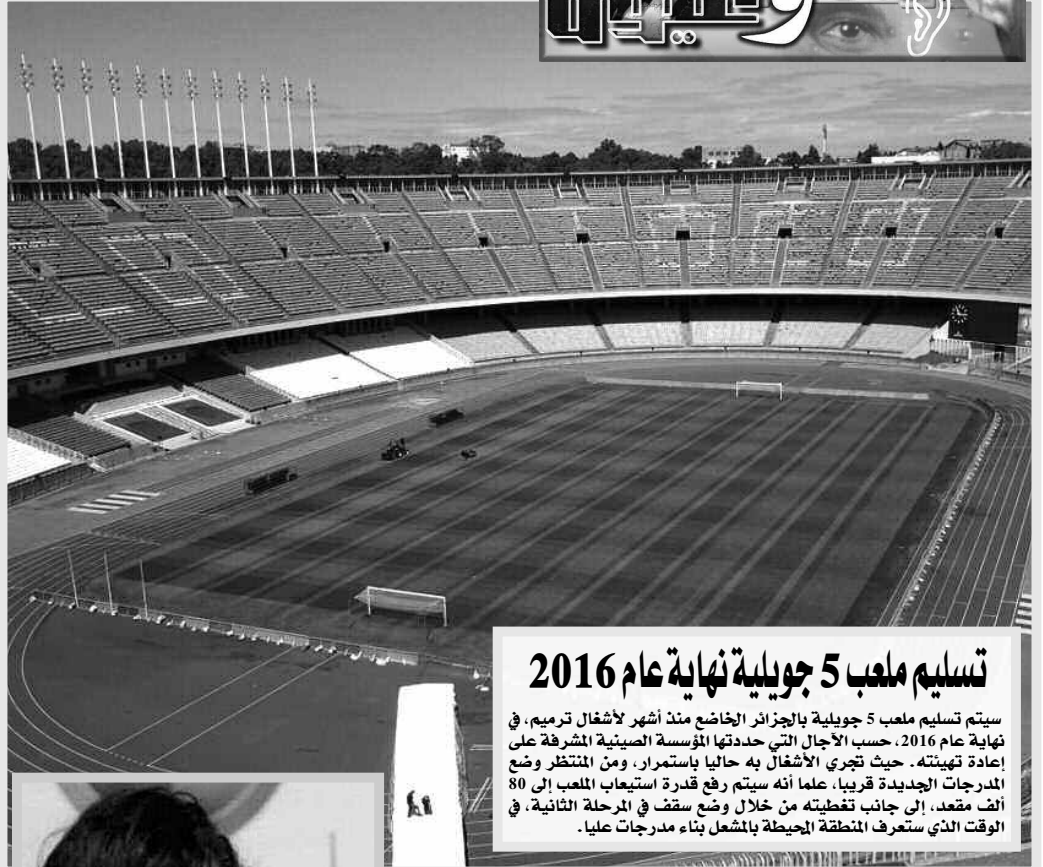 وعيون
تسليم ملعب 5 جويلية نهاية عام 2016
سيتم تسليم ملعب 5 جويلية بالجزائر الخاضع منذ أشهر لأشغال ترميم، في
نهاية عام 2016، حسب الآجال التي حددتها المؤسسة الصينية المشرفة على
إعادة تهيئته. حيث تجري الأشغال به حاليا باستمرار، ومن المنتظر وضع
المدرجات الجديدة قريبا، علما أنه سيتم رفع قدرة استيعاب الملعب إلى 80
ألف مقعد، إلى جانب تغطيته من خلال وضع سقف في المرحلة الثانية، في
الوقت الذي ستعرف المنطقة المحيطة بالمشعل بناء مدرجات عليا.